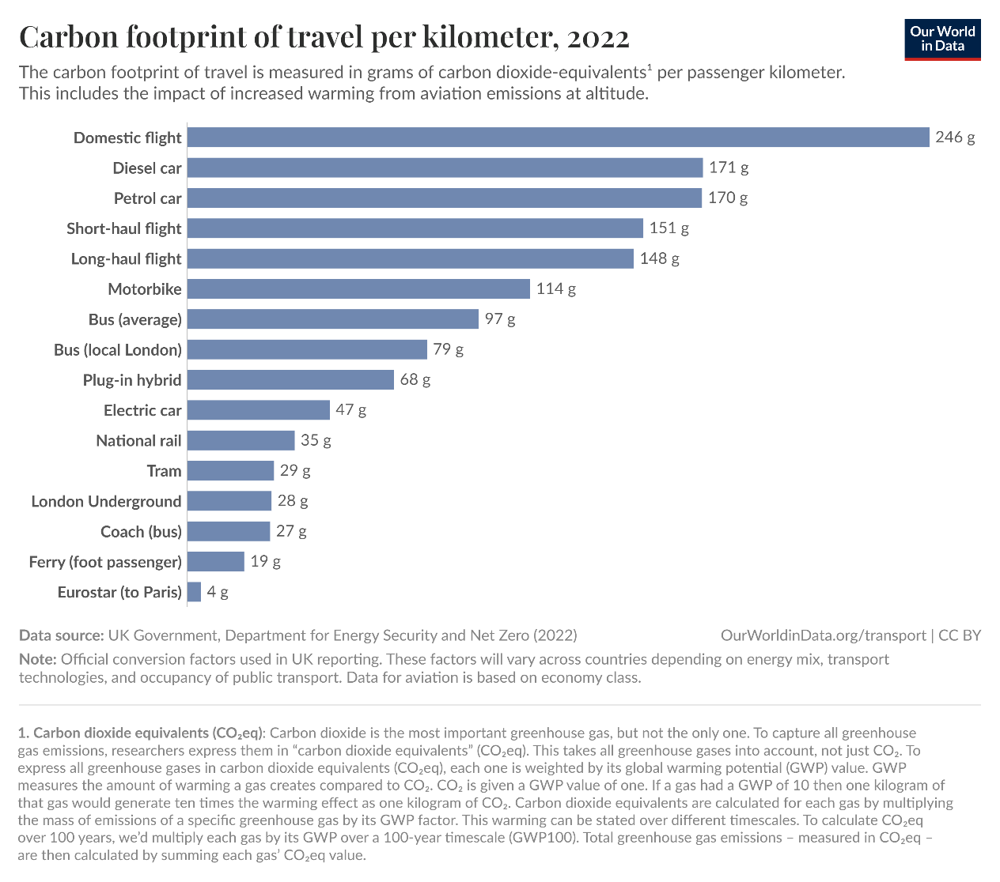 Carbon footprint of travel per kilometer, 2022
Our World
in Data
The carbon footprint of travel is measured in grams of carbon dioxide-equivalents¹ per passenger kilometer.
This includes the impact of increased warming from aviation emissions at altitude.
Domestic flight 246 g
Diesel car 171 g
Petrol car 170 g
Short-haul flight 151 g
Long-haul flight 148 g
Motorbike 114 g
Bus (average) 97 g
Bus (local London) 79 g
Plug-in hybrid 68 g
Electric car 47 g
National rail 35 g
Tram 29 g
London Underground 28 g
Coach (bus) 27 g
Ferry (foot passenger) 19 g
Eurostar (to Paris) 4 g
Data source: UK Government, Department for Energy Security and Net Zero (2022) OurWorldinData.org/transport | CC BY
Note: Official conversion factors used in UK reporting. These factors will vary across countries depending on energy mix, transport
technologies, and occupancy of public transport. Data for aviation is based on economy class.
1. Carbon dioxide equivalents (CO₂eq): Carbon dioxide is the most important greenhouse gas, but not the only one. To capture all greenhouse
gas emissions, researchers express them in “carbon dioxide equivalents” (CO₂eq). This takes all greenhouse gases into account, not just CO₂. To
express all greenhouse gases in carbon dioxide equivalents (CO₂eq), each one is weighted by its global warming potential (GWP) value. GWP
measures the amount of warming a gas creates compared to CO₂. CO₂ is given a GWP value of one. If a gas had a GWP of 10 then one kilogram of
that gas would generate ten times the warming effect as one kilogram of CO₂. Carbon dioxide equivalents are calculated for each gas by multiplying
the mass of emissions of a specific greenhouse gas by its GWP factor. This warming can be stated over different timescales. To calculate CO₂eq
over 100 years, we’d multiply each gas by its GWP over a 100-year timescale (GWP100). Total greenhouse gas emissions – measured in CO₂eq –
are then calculated by summing each gas’ CO₂eq value.